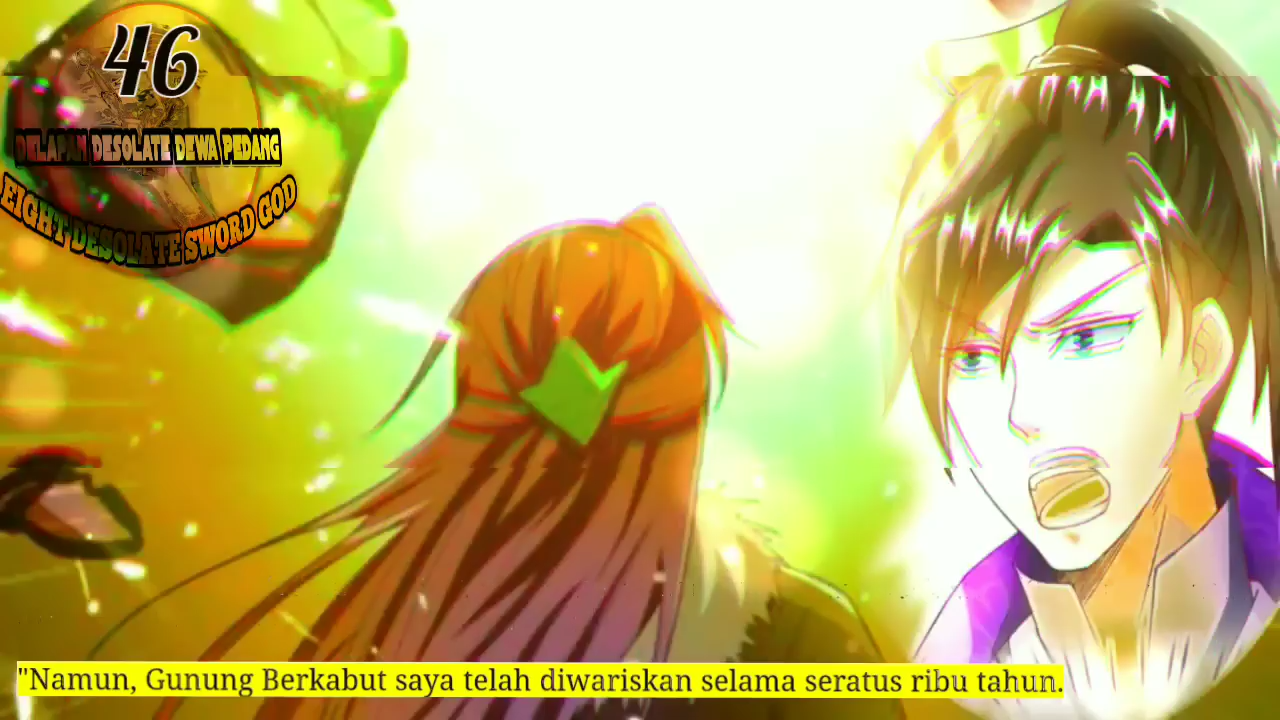 46
DELAPAN DESOLATE DEWA PEDANG
EIGHT DESOLATE SWORD GOD
"Namun, Gunung Berkabut saya telah diwariskan selama seratus ribu tahun.